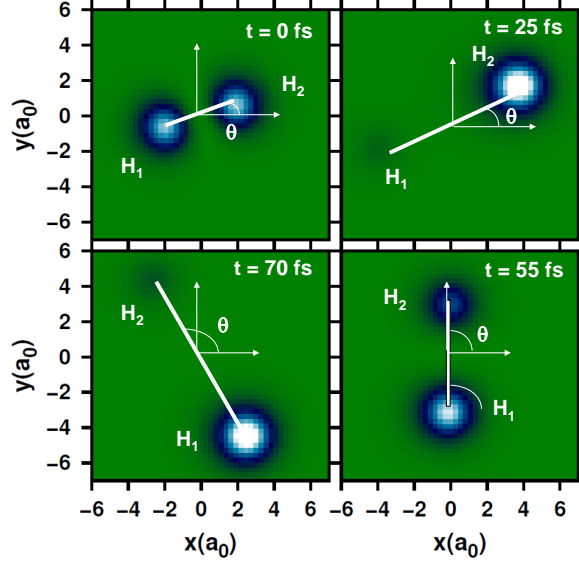 6
4
2
0
−2
−4
−6
y(a0)
t = 0 fs
H2
θ
H1
t = 25 fs
H2
θ
H1
y(a0)
6
4
2
0
−2
−4
−6
t = 70 fs
H2
θ
H1
t = 55 fs
H2
θ
H1
−6 −4 −2 0 2 4 6
x(a0)
−6 −4 −2 0 2 4 6
x(a0)